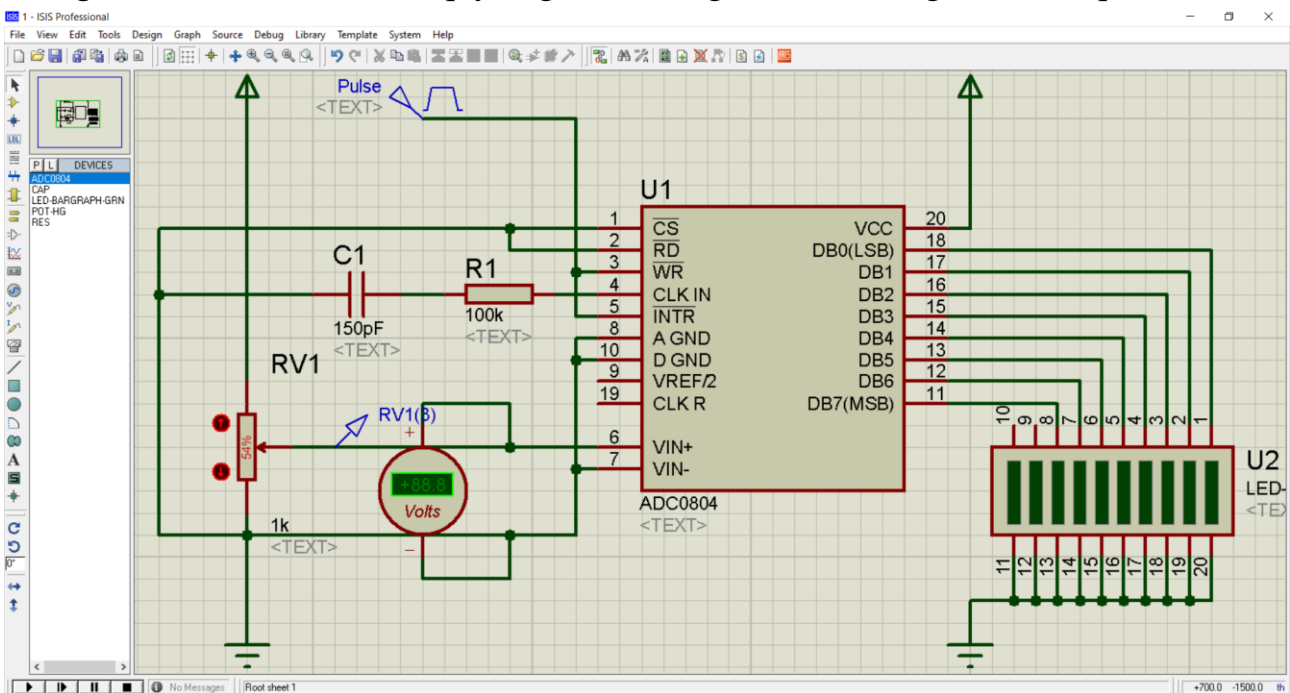 1 - ISIS Professional
File View Edit Tools Design Graph Source Debug Library Template System Help
P L DEVICES
ADC0804
CAP
LED-BARGRAPH-GRN
POT-HG
RES
Pulse
<TEXT>
U1
1 CS VCC 20
2 RD DB0(LSB) 18
3 WR DB1 17
4 CLK IN DB2 16
5 INTR DB3 15
8 A GND DB4 14
10 D GND DB5 13
9 VREF/2 DB6 12
19 CLK R DB7(MSB) 11
6 VIN+
7 VIN-
ADC0804
<TEXT>
C1
150pF
<TEXT>
R1
100k
<TEXT>
RV1
54%
1k
<TEXT>
RV1(3)
+
+88.8
Volts
−
10 9 8 7 6 5 4 3 2 1
U2
LED-
<TEX
11 12 13 14 15 16 17 18 19 20
No Messages Root sheet 1 +700.0 -1500.0 th